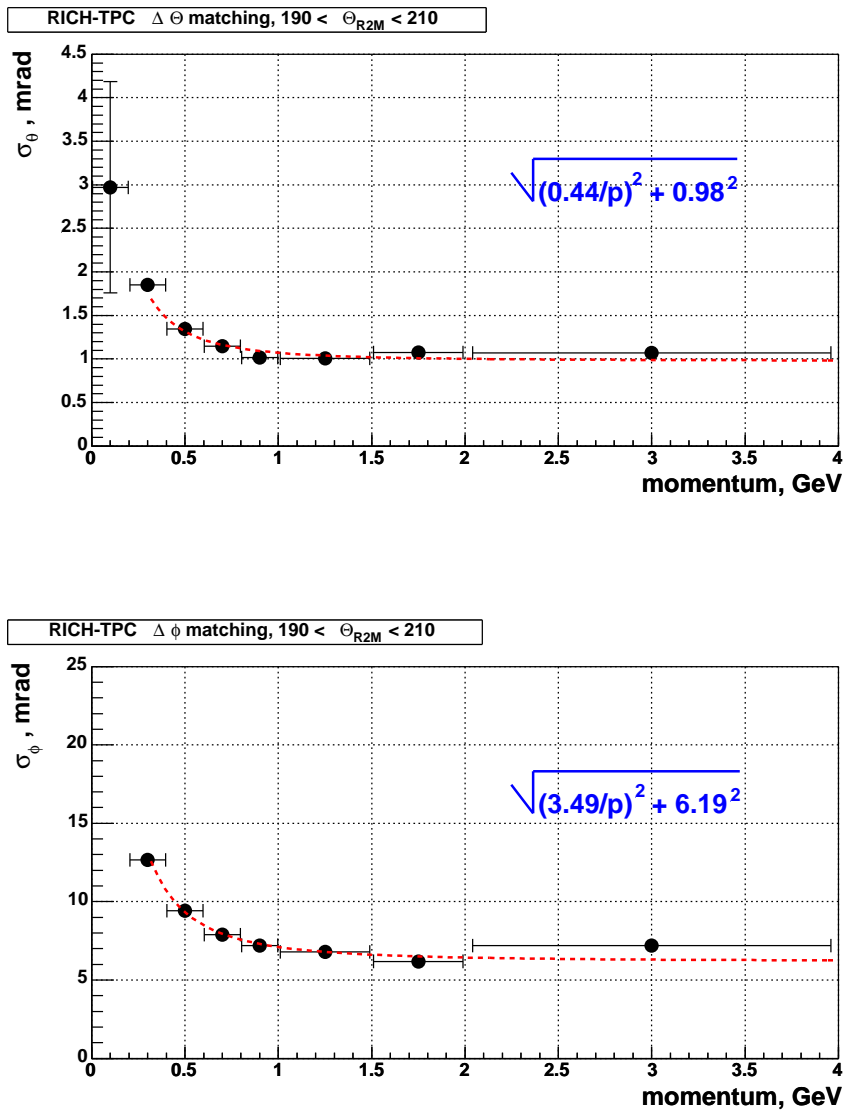 RICH-TPC Δ Θ matching, 190 < Θ_R2M < 210
σ_θ , mrad
4.5
4
3.5
3
2.5
2
1.5
1
0.5
0
√(0.44/p)² + 0.98²
0 0.5 1 1.5 2 2.5 3 3.5 4
momentum, GeV
RICH-TPC Δ ϕ matching, 190 < Θ_R2M < 210
σ_ϕ , mrad
25
20
15
10
5
0
√(3.49/p)² + 6.19²
0 0.5 1 1.5 2 2.5 3 3.5 4
momentum, GeV